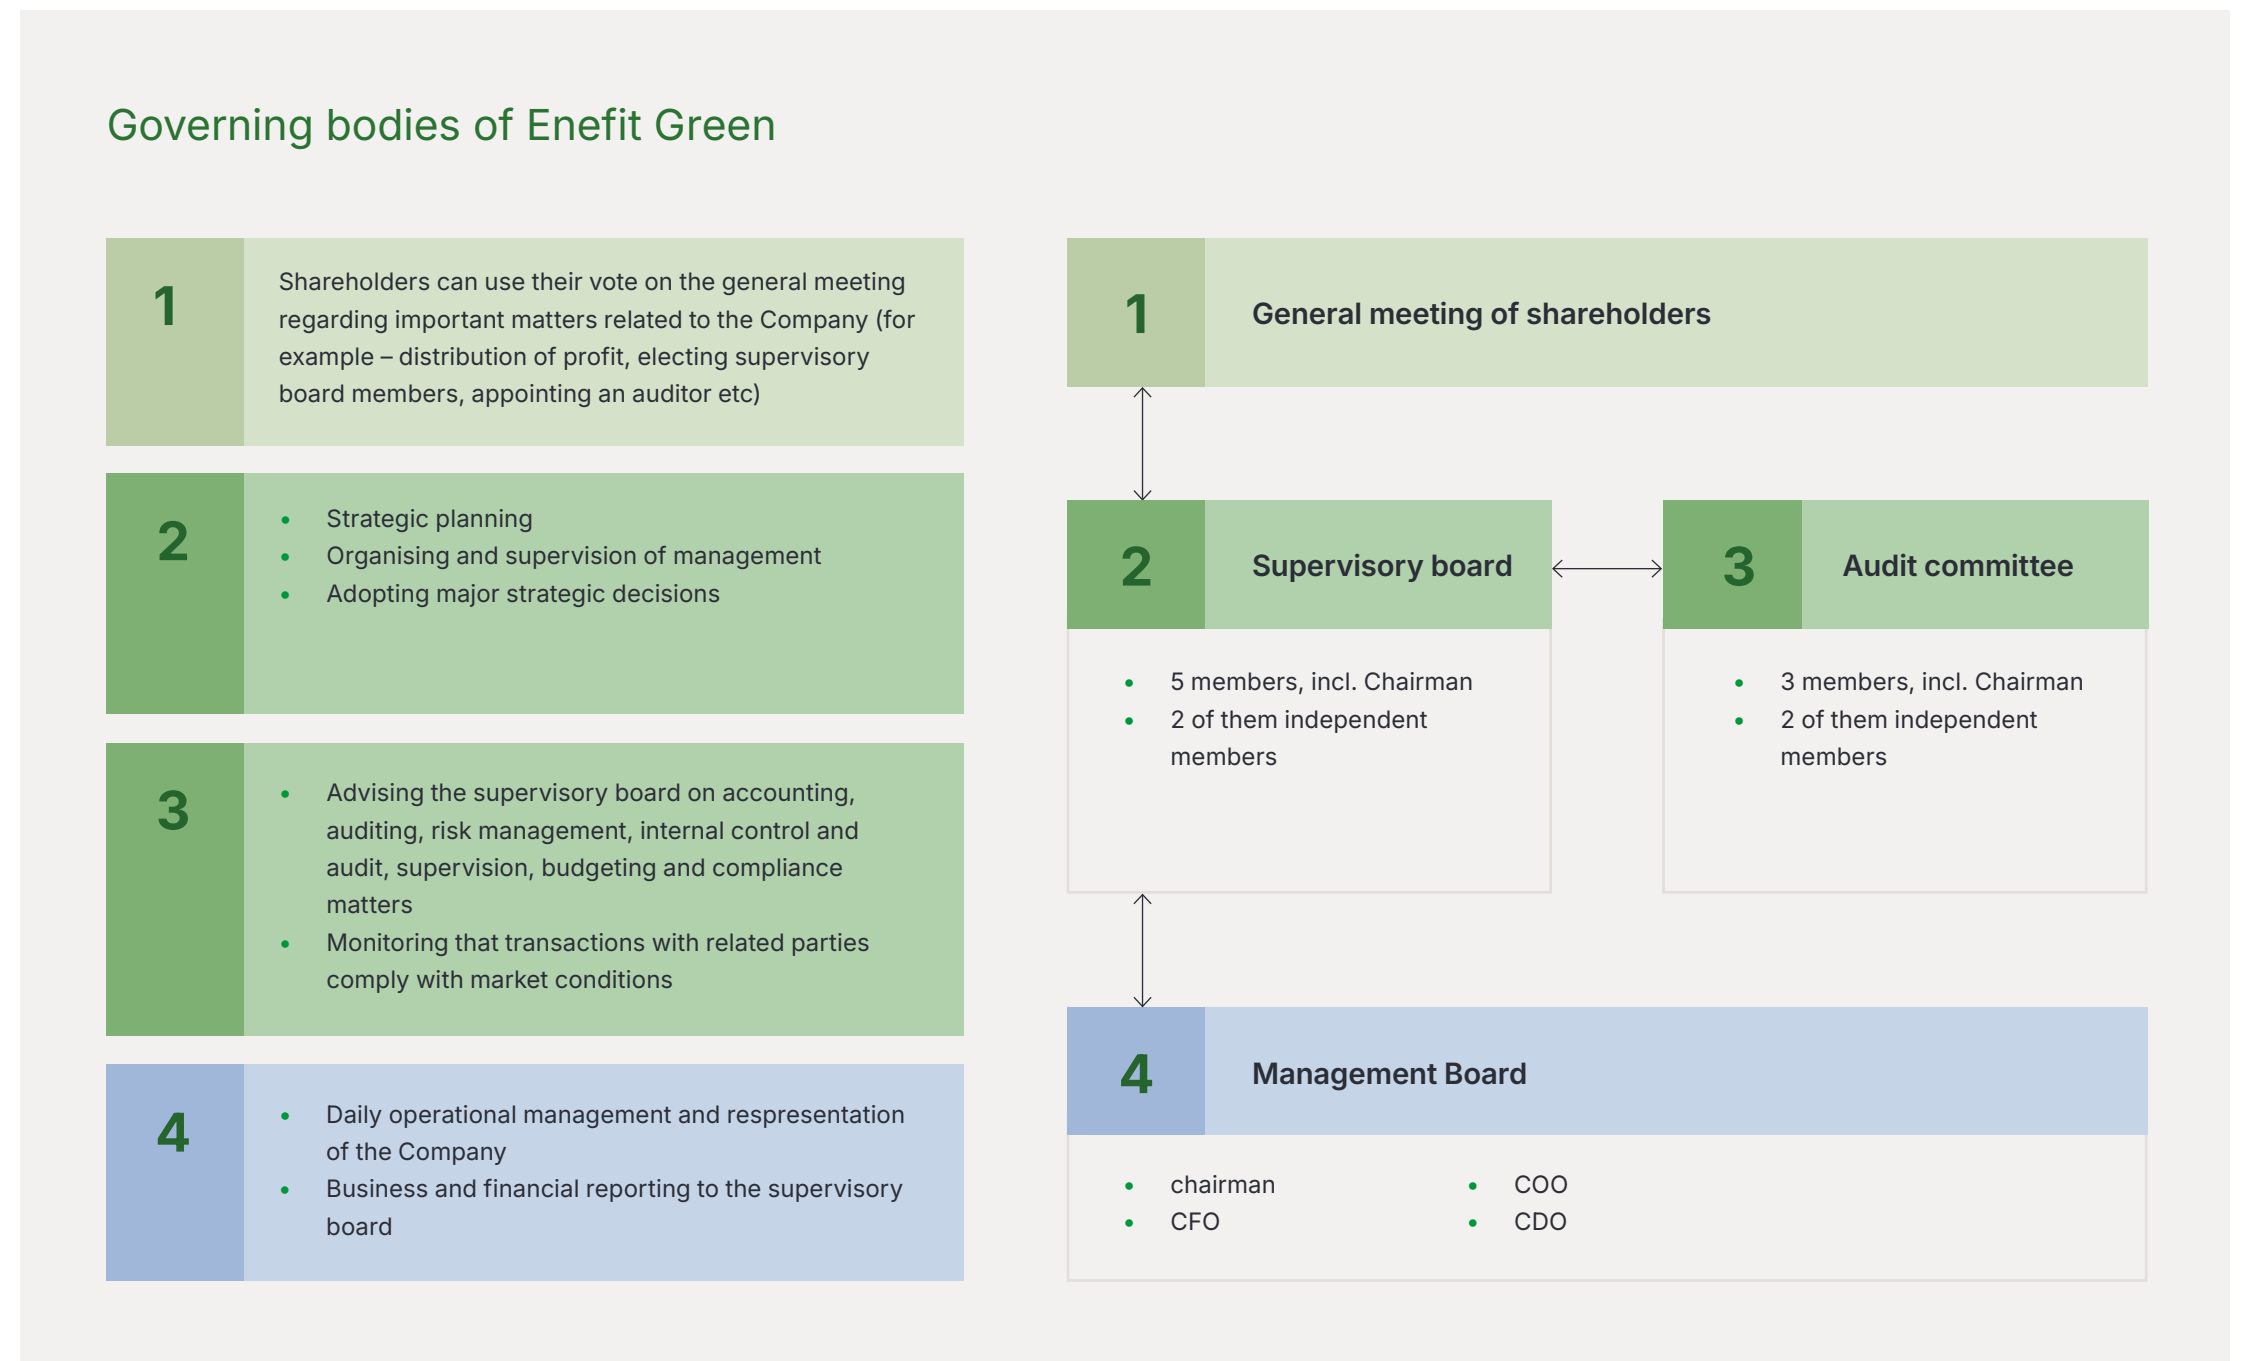 Governing bodies of Enefit Green
1
Shareholders can use their vote on the general meeting
regarding important matters related to the Company (for
example – distribution of profit, electing supervisory
board members, appointing an auditor etc)
2
• Strategic planning
• Organising and supervision of management
• Adopting major strategic decisions
3
• Advising the supervisory board on accounting,
auditing, risk management, internal control and
audit, supervision, budgeting and compliance
matters
• Monitoring that transactions with related parties
comply with market conditions
4
• Daily operational management and respresentation
of the Company
• Business and financial reporting to the supervisory
board
1
General meeting of shareholders
2
Supervisory board
• 5 members, incl. Chairman
• 2 of them independent
members
3
Audit committee
• 3 members, incl. Chairman
• 2 of them independent
members
4
Management Board
• chairman
• CFO
• COO
• CDO